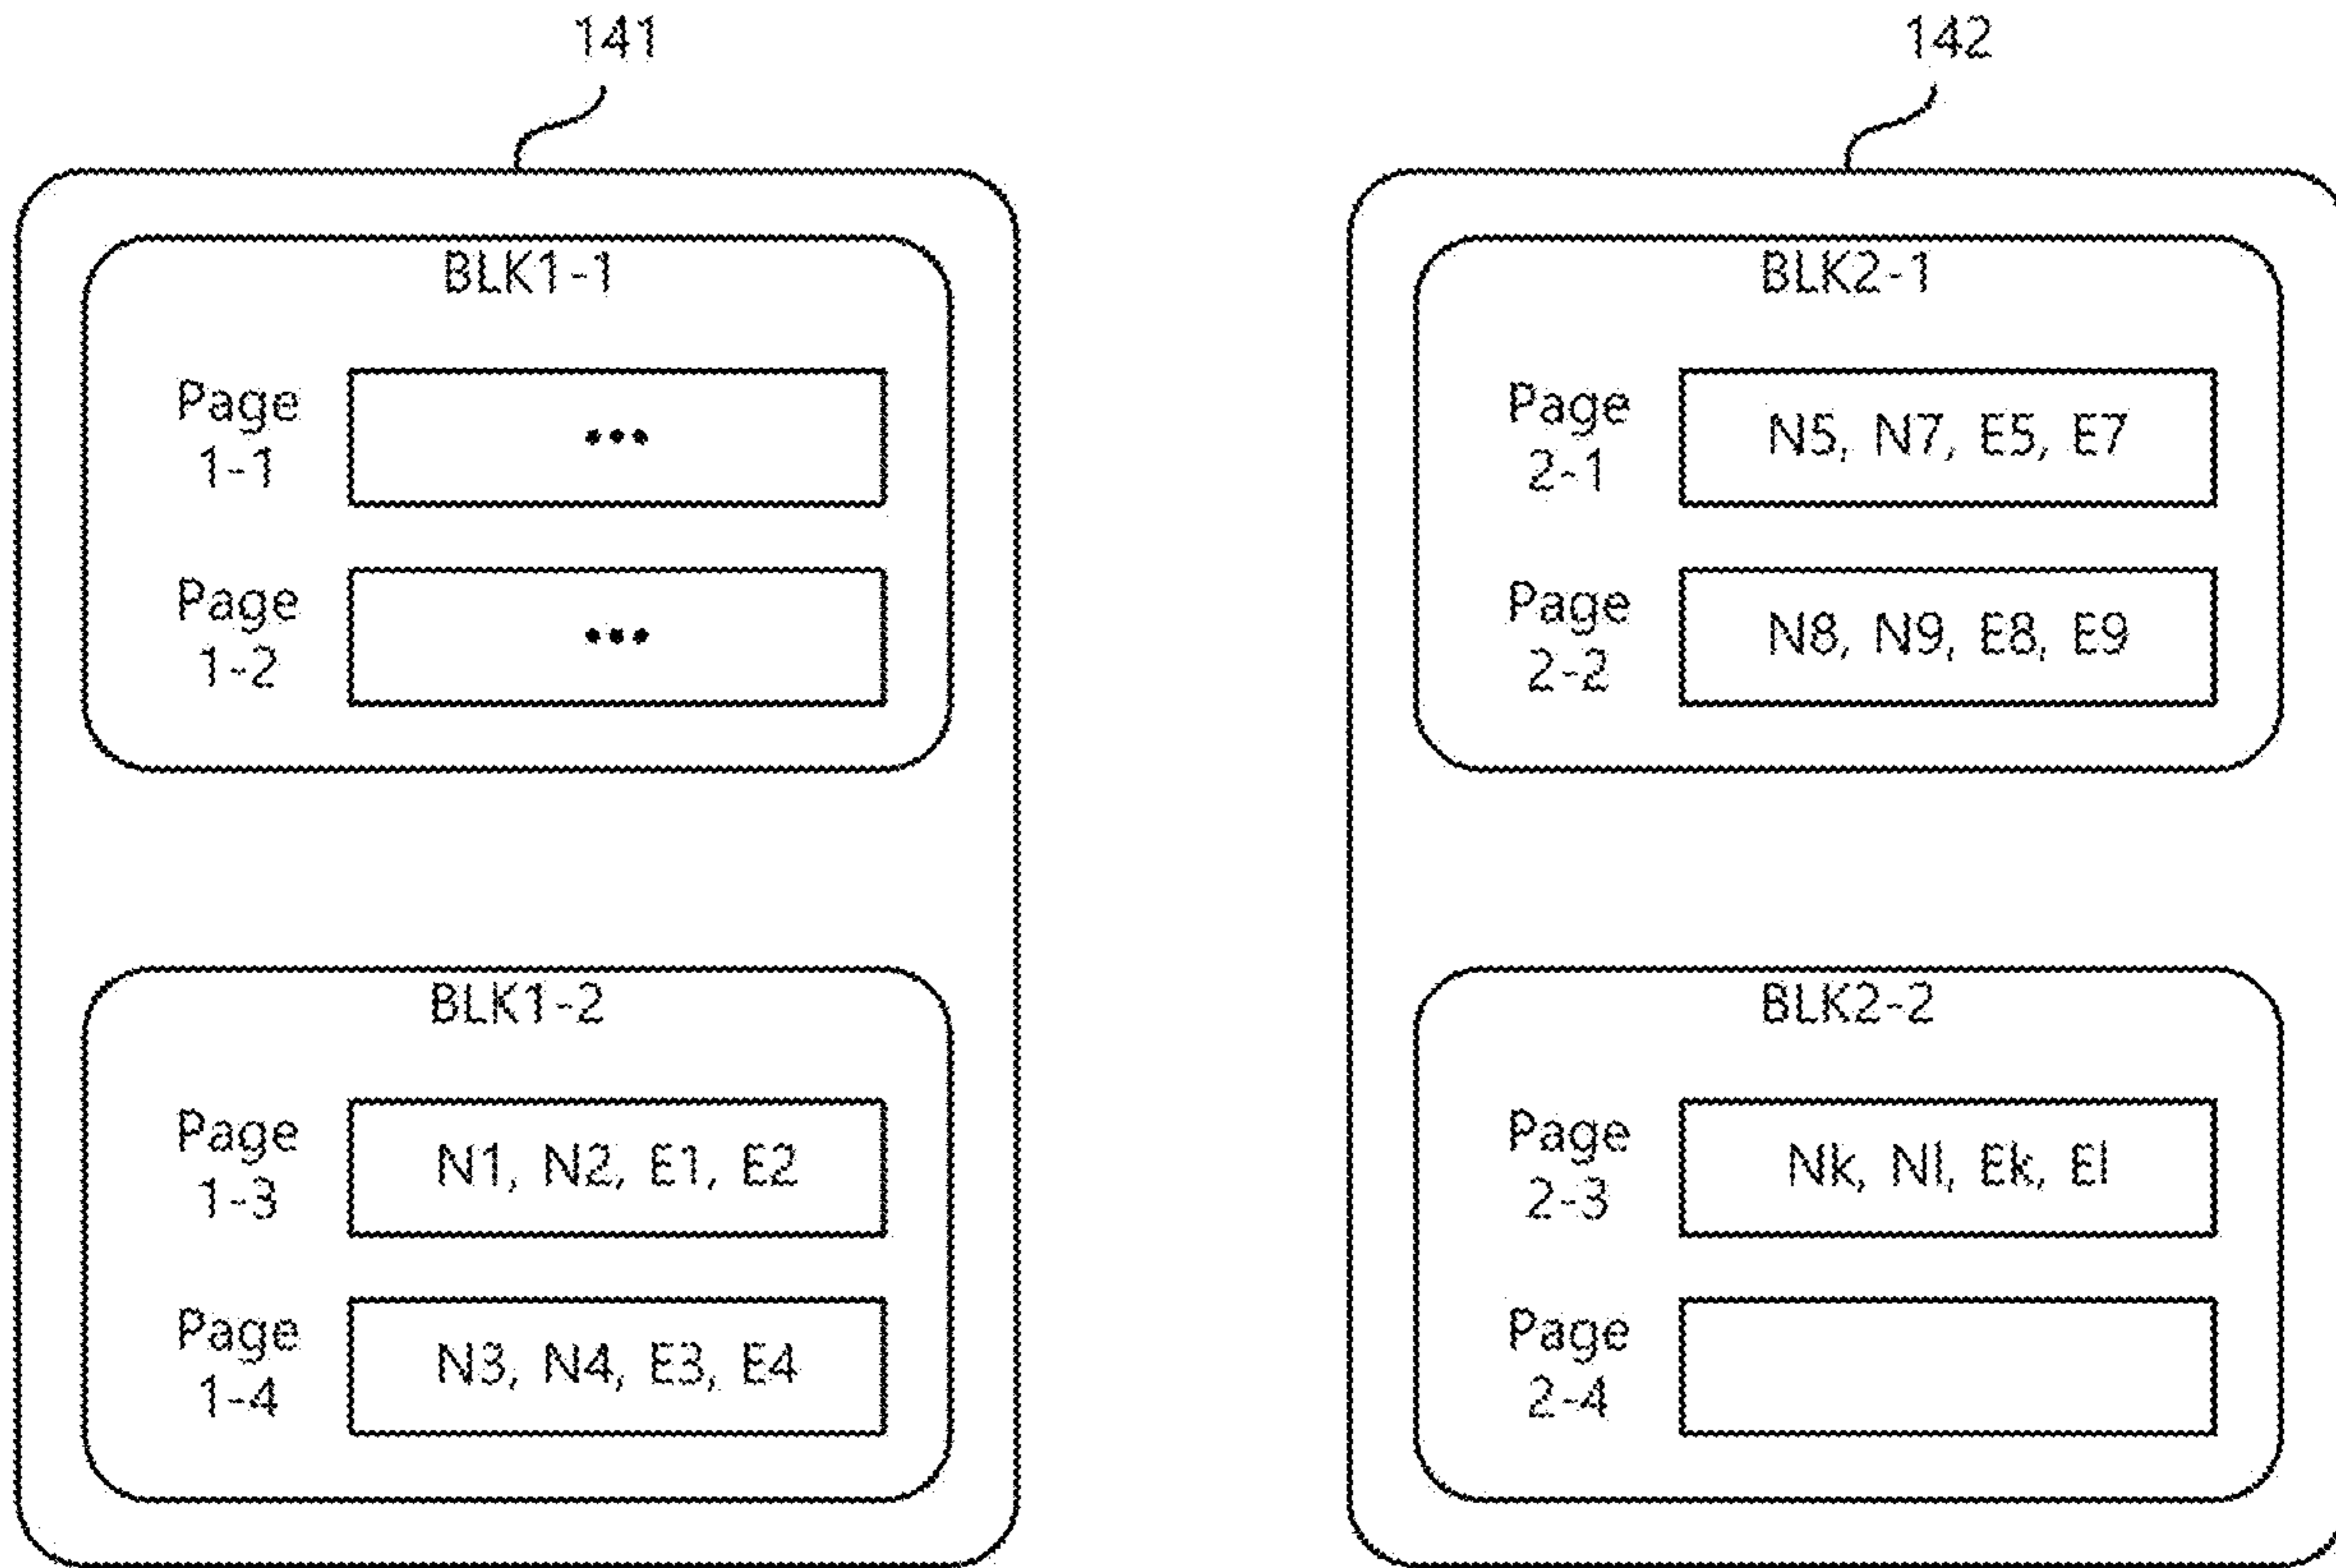 141
BLK1-1
Page
1-1
•••
Page
1-2
•••
BLK1-2
Page
1-3
N1, N2, E1, E2
Page
1-4
N3, N4, E3, E4
142
BLK2-1
Page
2-1
N5, N7, E5, E7
Page
2-2
N8, N9, E8, E9
BLK2-2
Page
2-3
Nk, Nl, Ek, El
Page
2-4